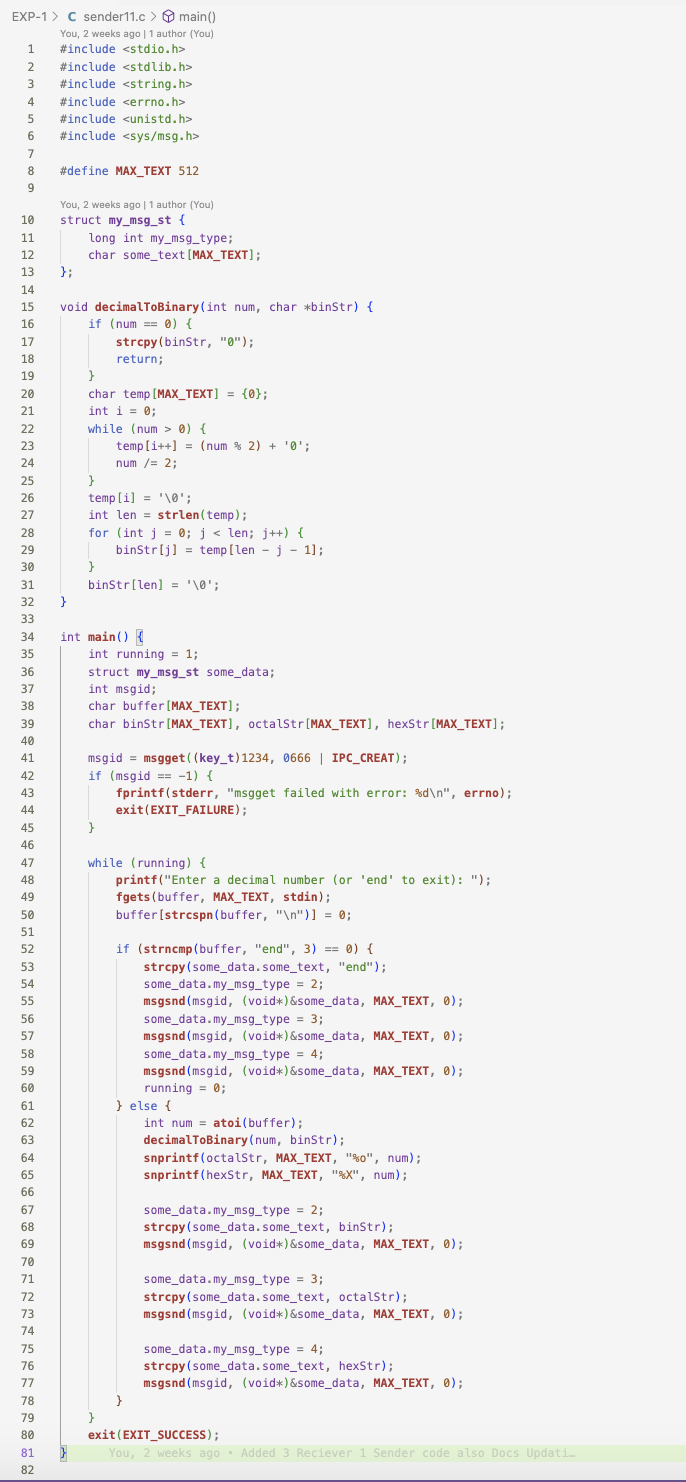 EXP-1 > C sender11.c > main()
You, 2 weeks ago | 1 author (You)
1 #include <stdio.h>
2 #include <stdlib.h>
3 #include <string.h>
4 #include <errno.h>
5 #include <unistd.h>
6 #include <sys/msg.h>
7
8 #define MAX_TEXT 512
9
You, 2 weeks ago | 1 author (You)
10 struct my_msg_st {
11     long int my_msg_type;
12     char some_text[MAX_TEXT];
13 };
14
15 void decimalToBinary(int num, char *binStr) {
16     if (num == 0) {
17         strcpy(binStr, "0");
18         return;
19     }
20     char temp[MAX_TEXT] = {0};
21     int i = 0;
22     while (num > 0) {
23         temp[i++] = (num % 2) + '0';
24         num /= 2;
25     }
26     temp[i] = '\0';
27     int len = strlen(temp);
28     for (int j = 0; j < len; j++) {
29         binStr[j] = temp[len - j - 1];
30     }
31     binStr[len] = '\0';
32 }
33
34 int main() {
35     int running = 1;
36     struct my_msg_st some_data;
37     int msgid;
38     char buffer[MAX_TEXT];
39     char binStr[MAX_TEXT], octalStr[MAX_TEXT], hexStr[MAX_TEXT];
40
41     msgid = msgget((key_t)1234, 0666 | IPC_CREAT);
42     if (msgid == -1) {
43         fprintf(stderr, "msgget failed with error: %d\n", errno);
44         exit(EXIT_FAILURE);
45     }
46
47     while (running) {
48         printf("Enter a decimal number (or 'end' to exit): ");
49         fgets(buffer, MAX_TEXT, stdin);
50         buffer[strcspn(buffer, "\n")] = 0;
51
52         if (strncmp(buffer, "end", 3) == 0) {
53             strcpy(some_data.some_text, "end");
54             some_data.my_msg_type = 2;
55             msgsnd(msgid, (void*)&some_data, MAX_TEXT, 0);
56             some_data.my_msg_type = 3;
57             msgsnd(msgid, (void*)&some_data, MAX_TEXT, 0);
58             some_data.my_msg_type = 4;
59             msgsnd(msgid, (void*)&some_data, MAX_TEXT, 0);
60             running = 0;
61         } else {
62             int num = atoi(buffer);
63             decimalToBinary(num, binStr);
64             snprintf(octalStr, MAX_TEXT, "%o", num);
65             snprintf(hexStr, MAX_TEXT, "%X", num);
66
67             some_data.my_msg_type = 2;
68             strcpy(some_data.some_text, binStr);
69             msgsnd(msgid, (void*)&some_data, MAX_TEXT, 0);
70
71             some_data.my_msg_type = 3;
72             strcpy(some_data.some_text, octalStr);
73             msgsnd(msgid, (void*)&some_data, MAX_TEXT, 0);
74
75             some_data.my_msg_type = 4;
76             strcpy(some_data.some_text, hexStr);
77             msgsnd(msgid, (void*)&some_data, MAX_TEXT, 0);
78         }
79     }
80     exit(EXIT_SUCCESS);
81 } You, 2 weeks ago • Added 3 Reciever 1 Sender code also Docs Updati…
82